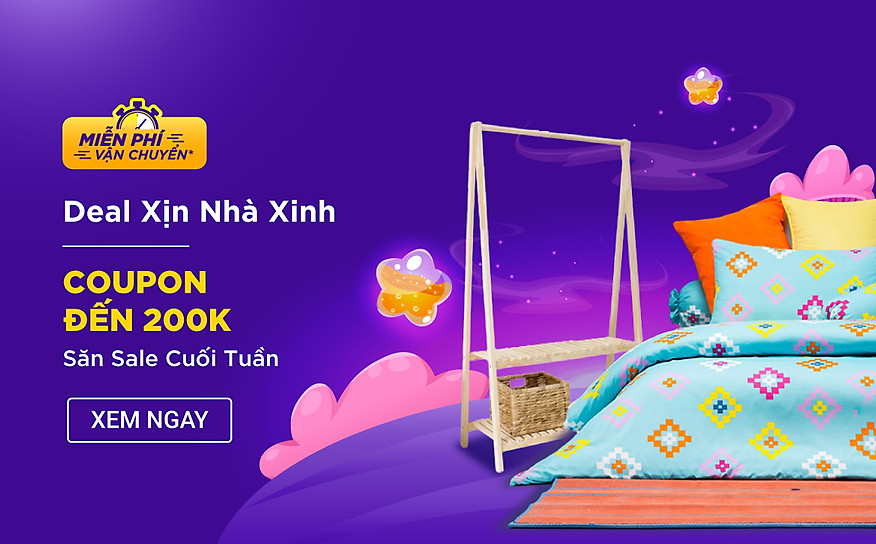 MIỄN PHÍ
VẬN CHUYỂN*
Deal Xịn Nhà Xinh
COUPON
ĐẾN 200K
Săn Sale Cuối Tuần
XEM NGAY